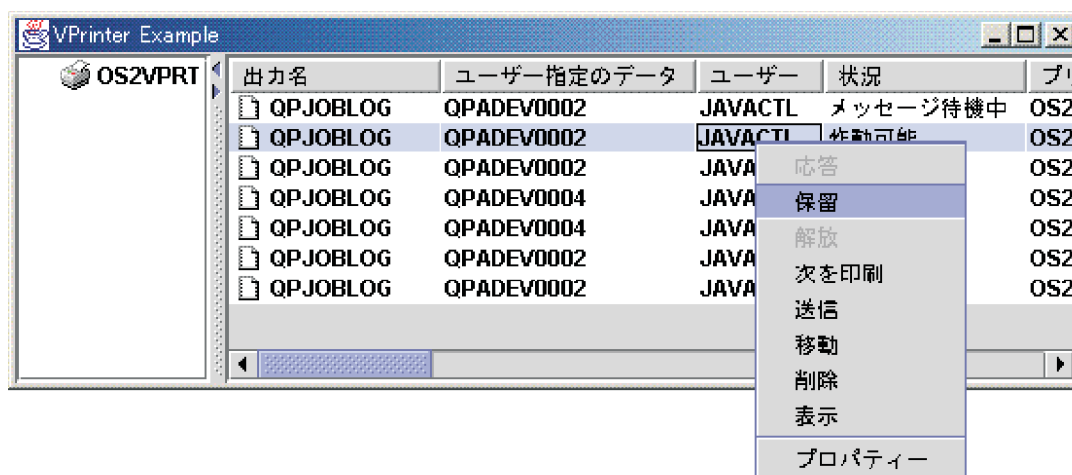 VPrinter Example
OS2VPRT
出力名 ユーザー指定のデータ ユーザー 状況
QPJOBLOG QPADEV0002 JAVACTL メッセージ待機中 OS2
QPJOBLOG QPADEV0002 JAVACTL 作動可能 OS2
QPJOBLOG QPADEV0002 JAVA OS2
QPJOBLOG QPADEV0004 JAVA OS2
QPJOBLOG QPADEV0004 JAVA OS2
QPJOBLOG QPADEV0002 JAVA OS2
QPJOBLOG QPADEV0002 JAVA OS2
応答
保留
解放
次を印刷
送信
移動
削除
表示
プロパティー